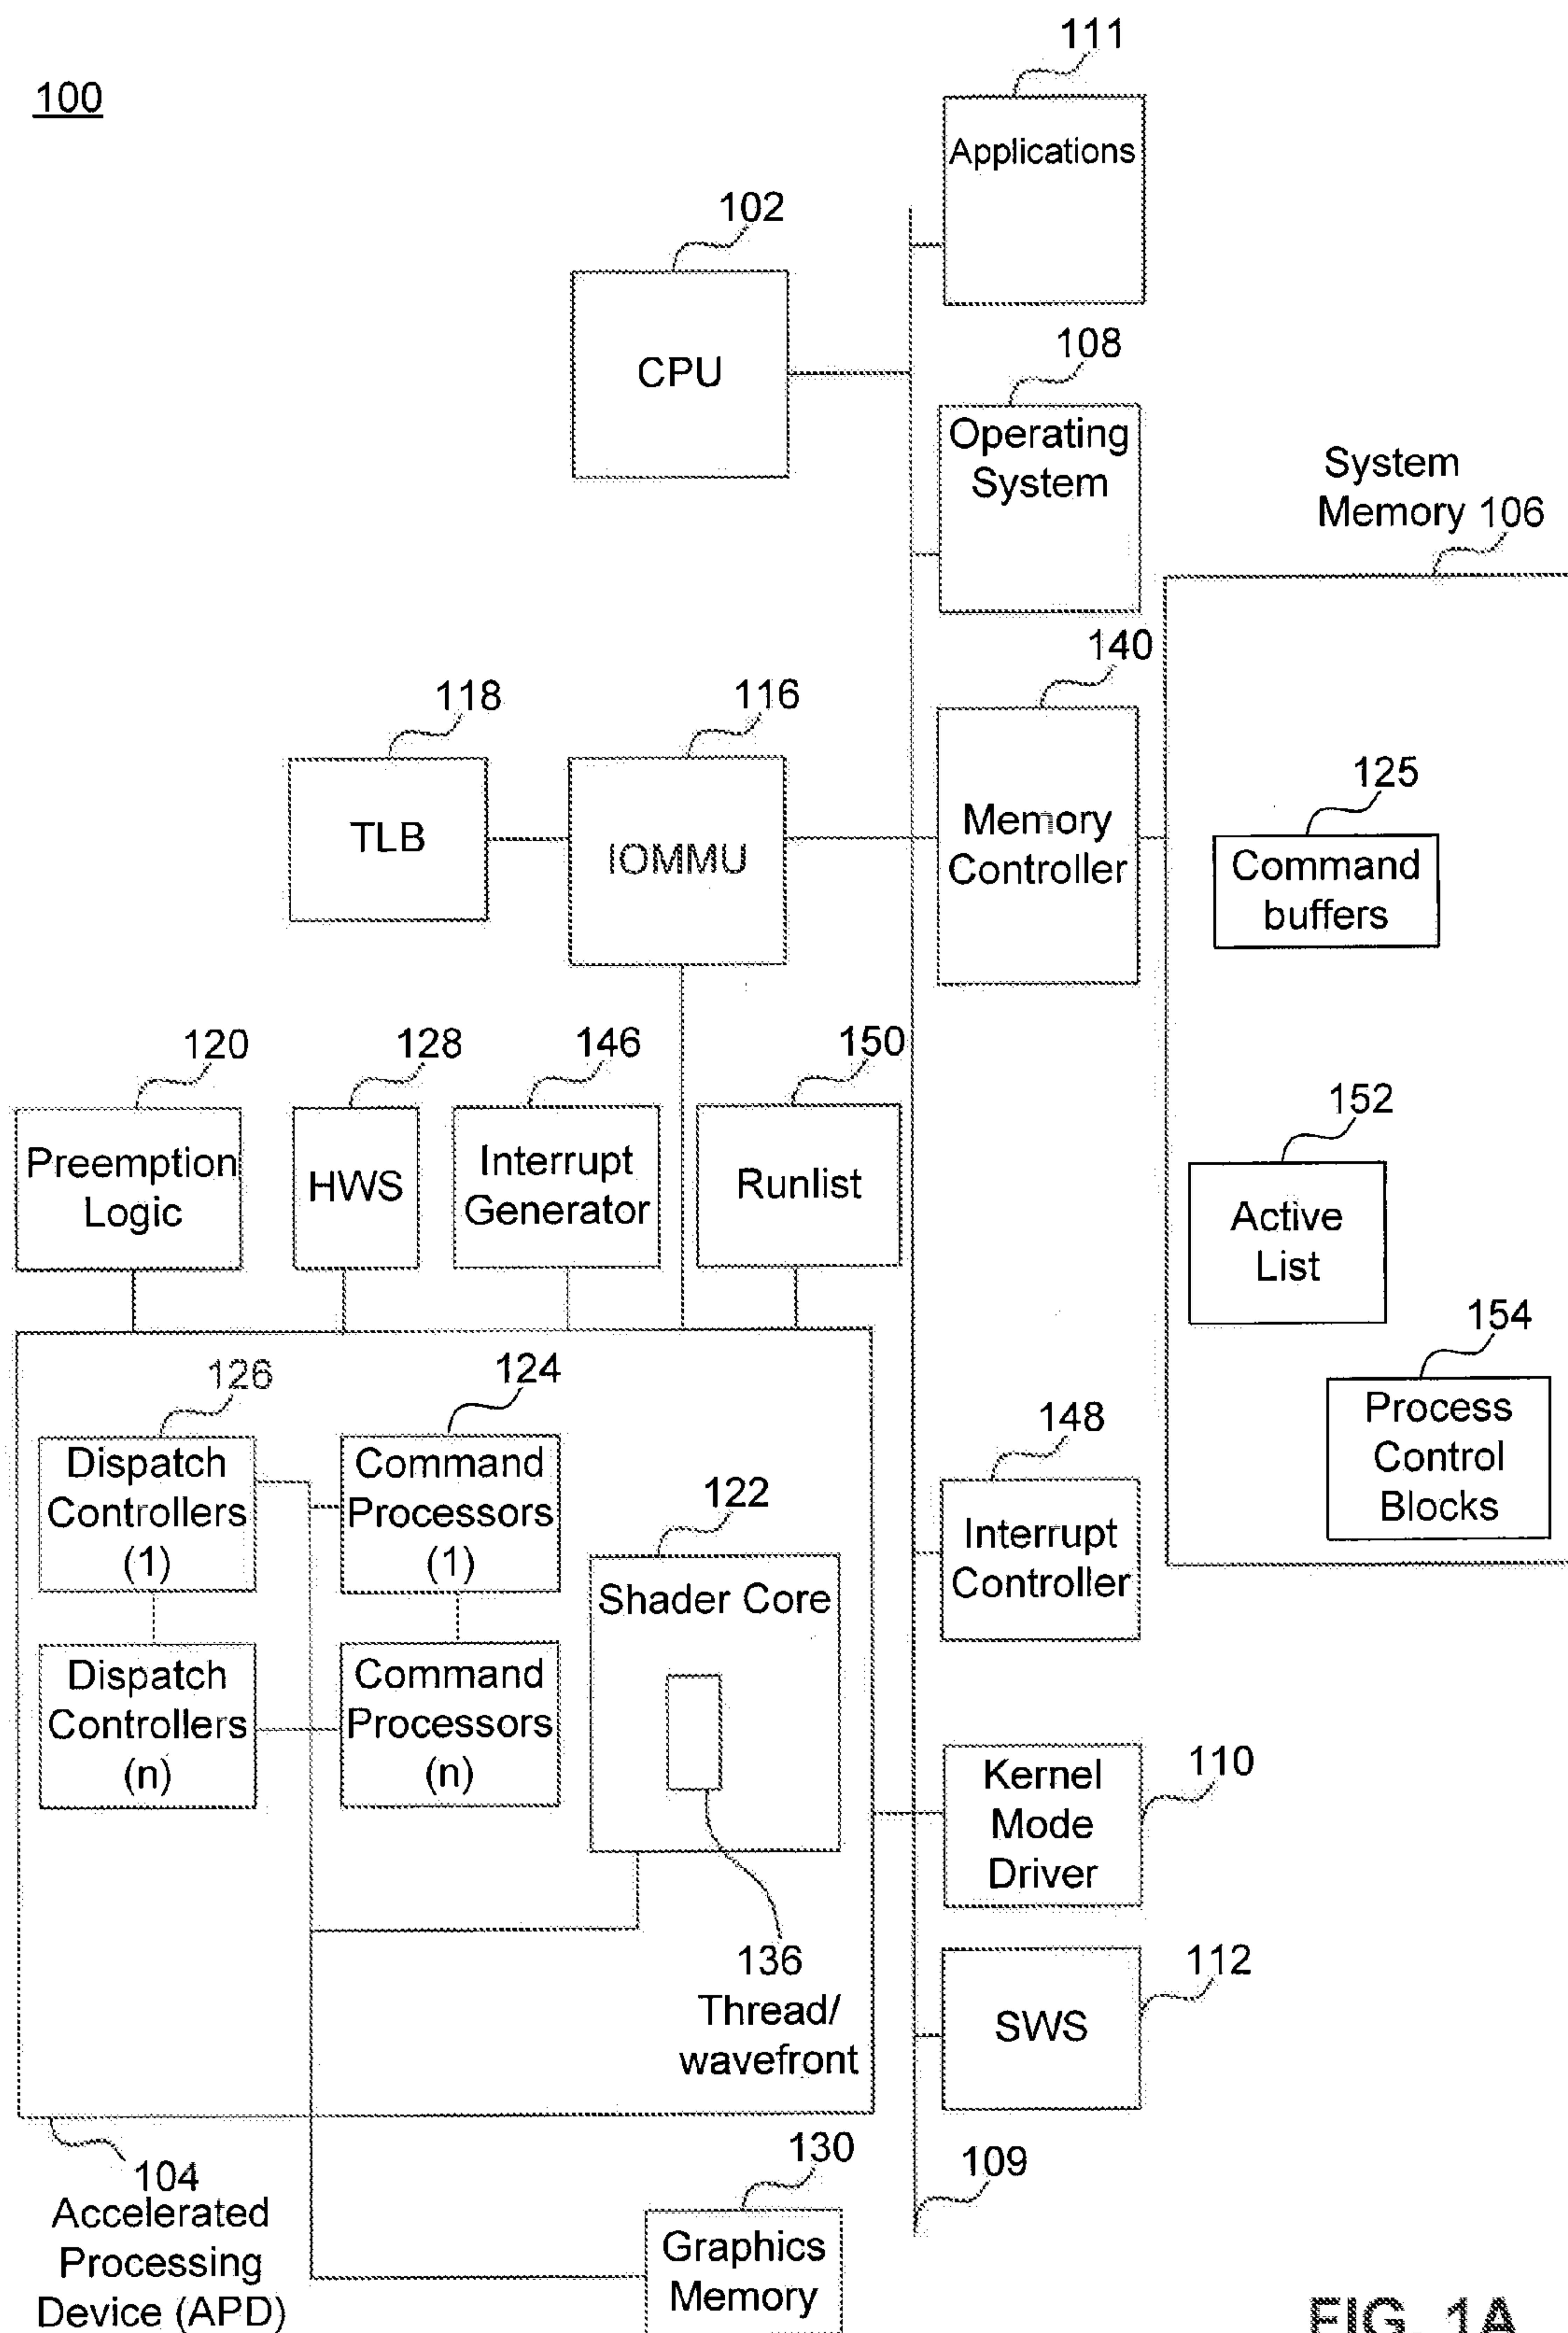 100
111
Applications
102
CPU
108
Operating
System
System
Memory 106
140
Memory
Controller
118
TLB
116
IOMMU
125
Command
buffers
120
Preemption
Logic
128
HWS
146
Interrupt
Generator
150
Runlist
152
Active
List
154
Process
Control
Blocks
126
Dispatch
Controllers
(1)
124
Command
Processors
(1)
122
Shader Core
148
Interrupt
Controller
Dispatch
Controllers
(n)
Command
Processors
(n)
136
Thread/
wavefront
Kernel
Mode
Driver
110
SWS
112
104
Accelerated
Processing
Device (APD)
130
Graphics
Memory
109
FIG. 1A